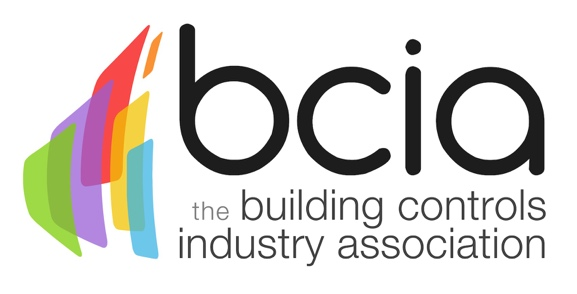 bcia
the building controls
industry association